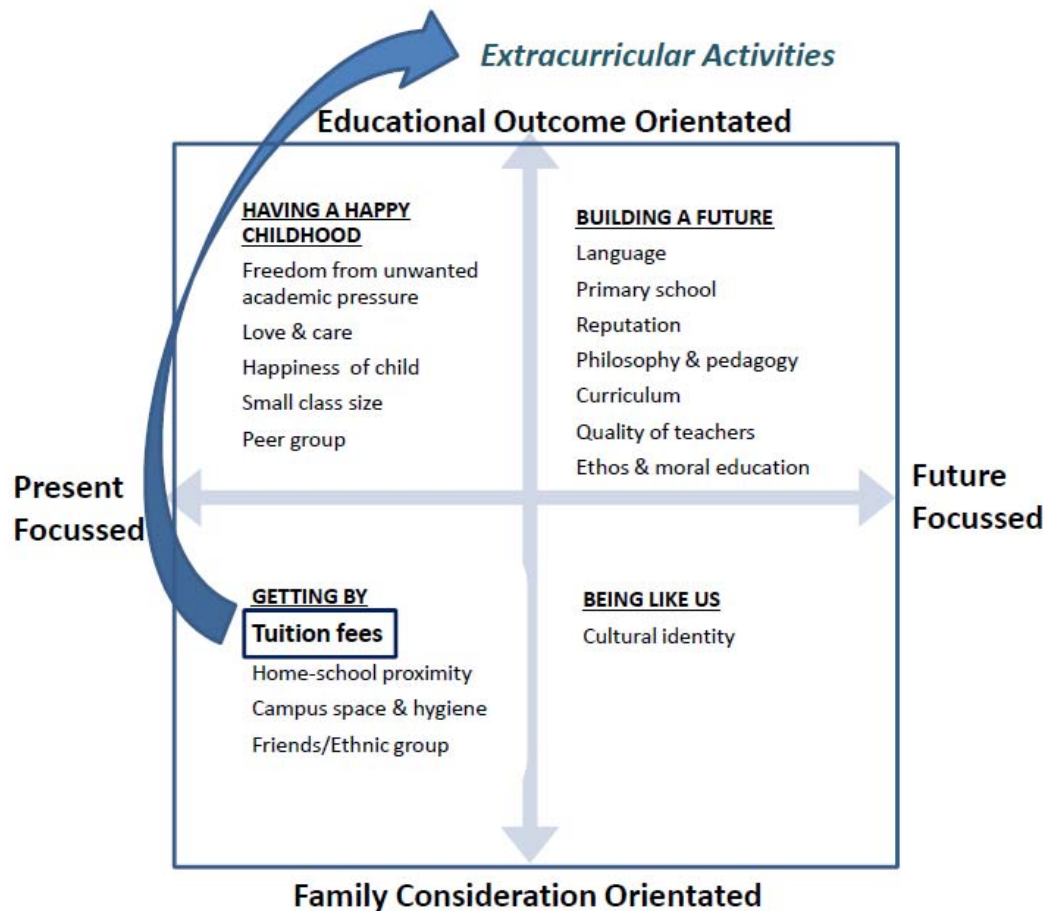 Extracurricular Activities
Educational Outcome Orientated
HAVING A HAPPY
CHILDHOOD
Freedom from unwanted
academic pressure
Love & care
Happiness of child
Small class size
Peer group
BUILDING A FUTURE
Language
Primary school
Reputation
Philosophy & pedagogy
Curriculum
Quality of teachers
Ethos & moral education
Present
Focussed
Future
Focussed
GETTING BY
Tuition fees
Home-school proximity
Campus space & hygiene
Friends/Ethnic group
BEING LIKE US
Cultural identity
Family Consideration Orientated